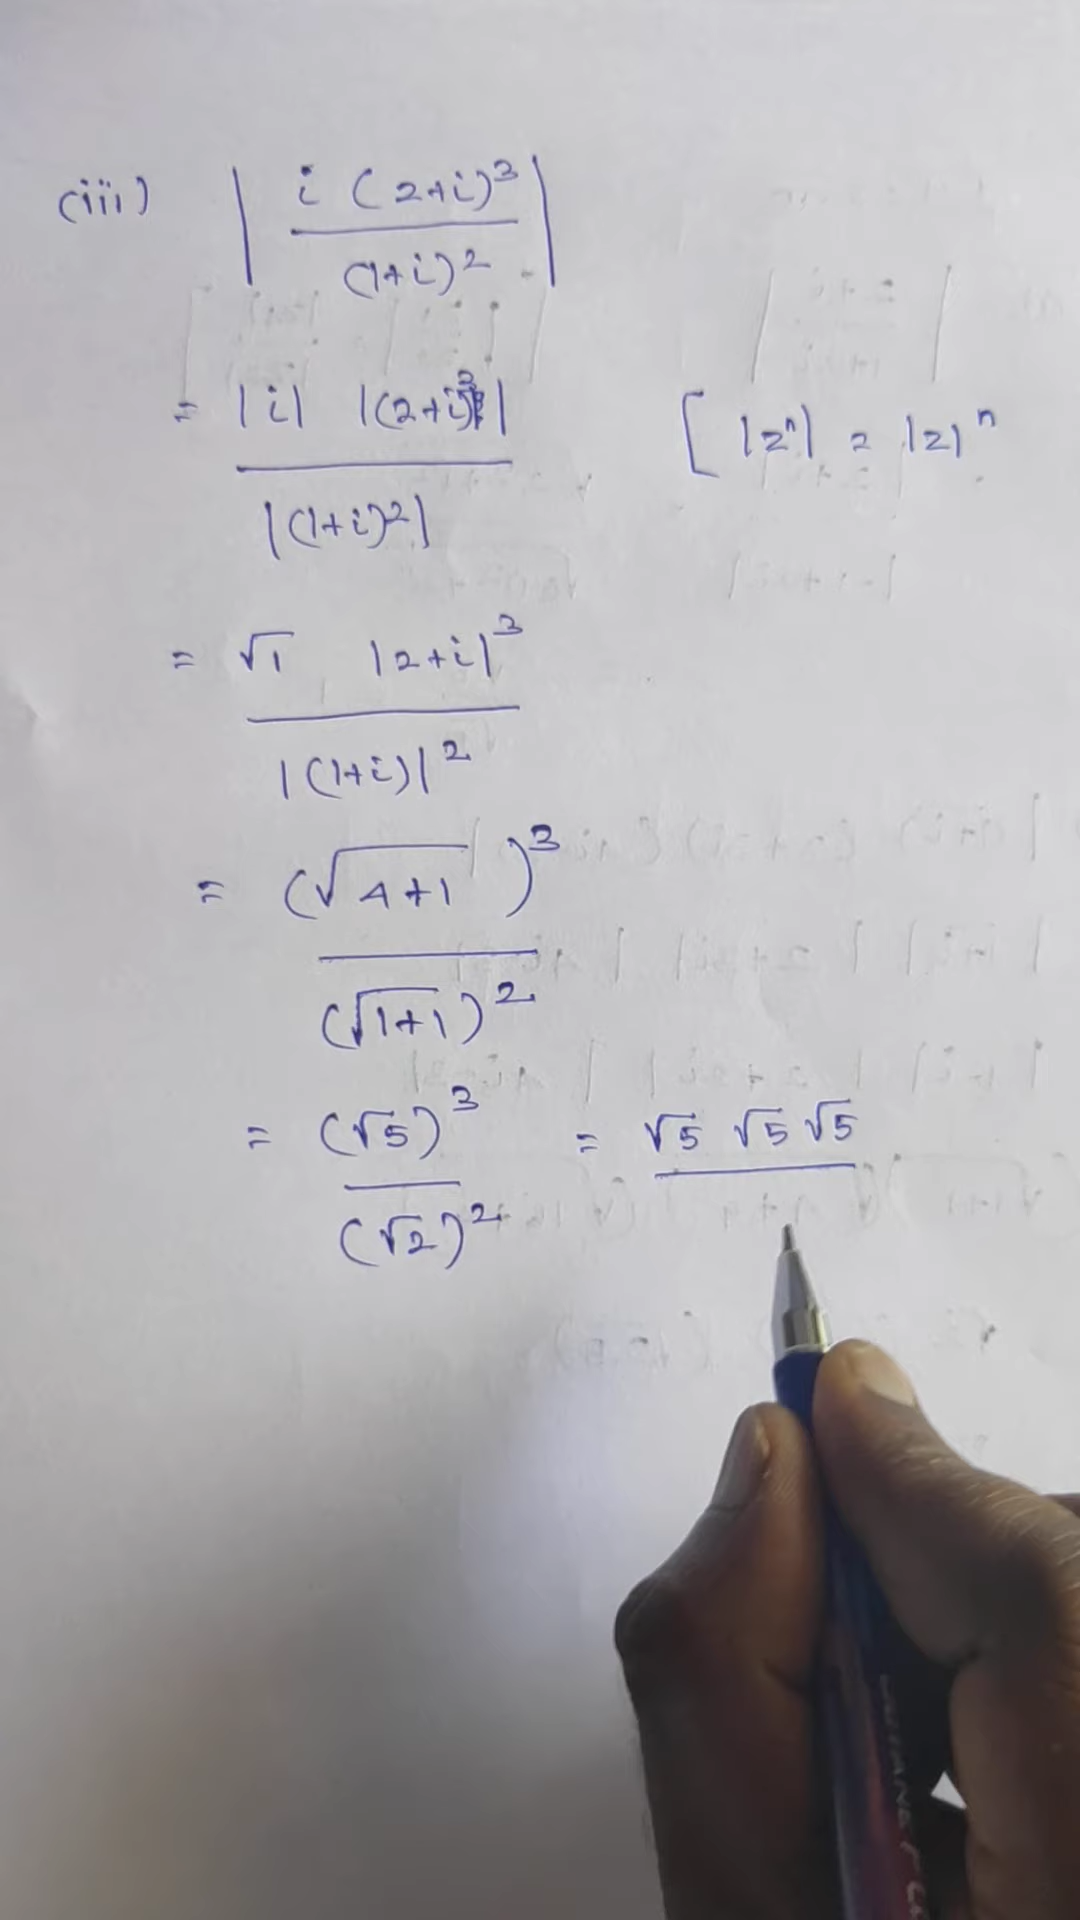 (iii) | i (2+i)³ / (1+i)² |
= |i| |(2+i)³| / |(1+i)²| [ |zⁿ| = |z|ⁿ
= √1 |2+i|³ / |(1+i)|²
= (√4+1)³ / (√1+1)²
= (√5)³ / (√2)² = √5 √5 √5